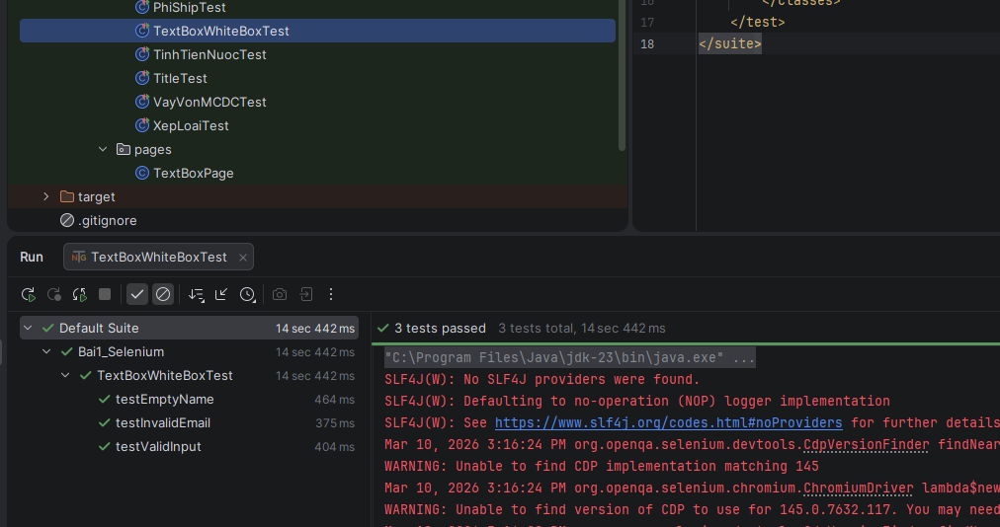 PhiShipTest
TextBoxWhiteBoxTest
TinhTienNuocTest
TitleTest
VayVonMCDCTest
XepLoaiTest
pages
TextBoxPage
target
.gitignore
17 </test>
18 </suite>
Run TextBoxWhiteBoxTest
Default Suite 14 sec 442 ms
Bai1_Selenium 14 sec 442 ms
TextBoxWhiteBoxTest 14 sec 442 ms
testEmptyName 464 ms
testInvalidEmail 375 ms
testValidInput 404 ms
3 tests passed 3 tests total, 14 sec 442 ms
"C:\Program Files\Java\jdk-23\bin\java.exe" ...
SLF4J(W): No SLF4J providers were found.
SLF4J(W): Defaulting to no-operation (NOP) logger implementation
SLF4J(W): See https://www.slf4j.org/codes.html#noProviders for further details
Mar 10, 2026 3:16:24 PM org.openqa.selenium.devtools.CdpVersionFinder findNear
WARNING: Unable to find CDP implementation matching 145
Mar 10, 2026 3:16:24 PM org.openqa.selenium.chromium.ChromiumDriver lambda$new
WARNING: Unable to find version of CDP to use for 145.0.7632.117. You may need